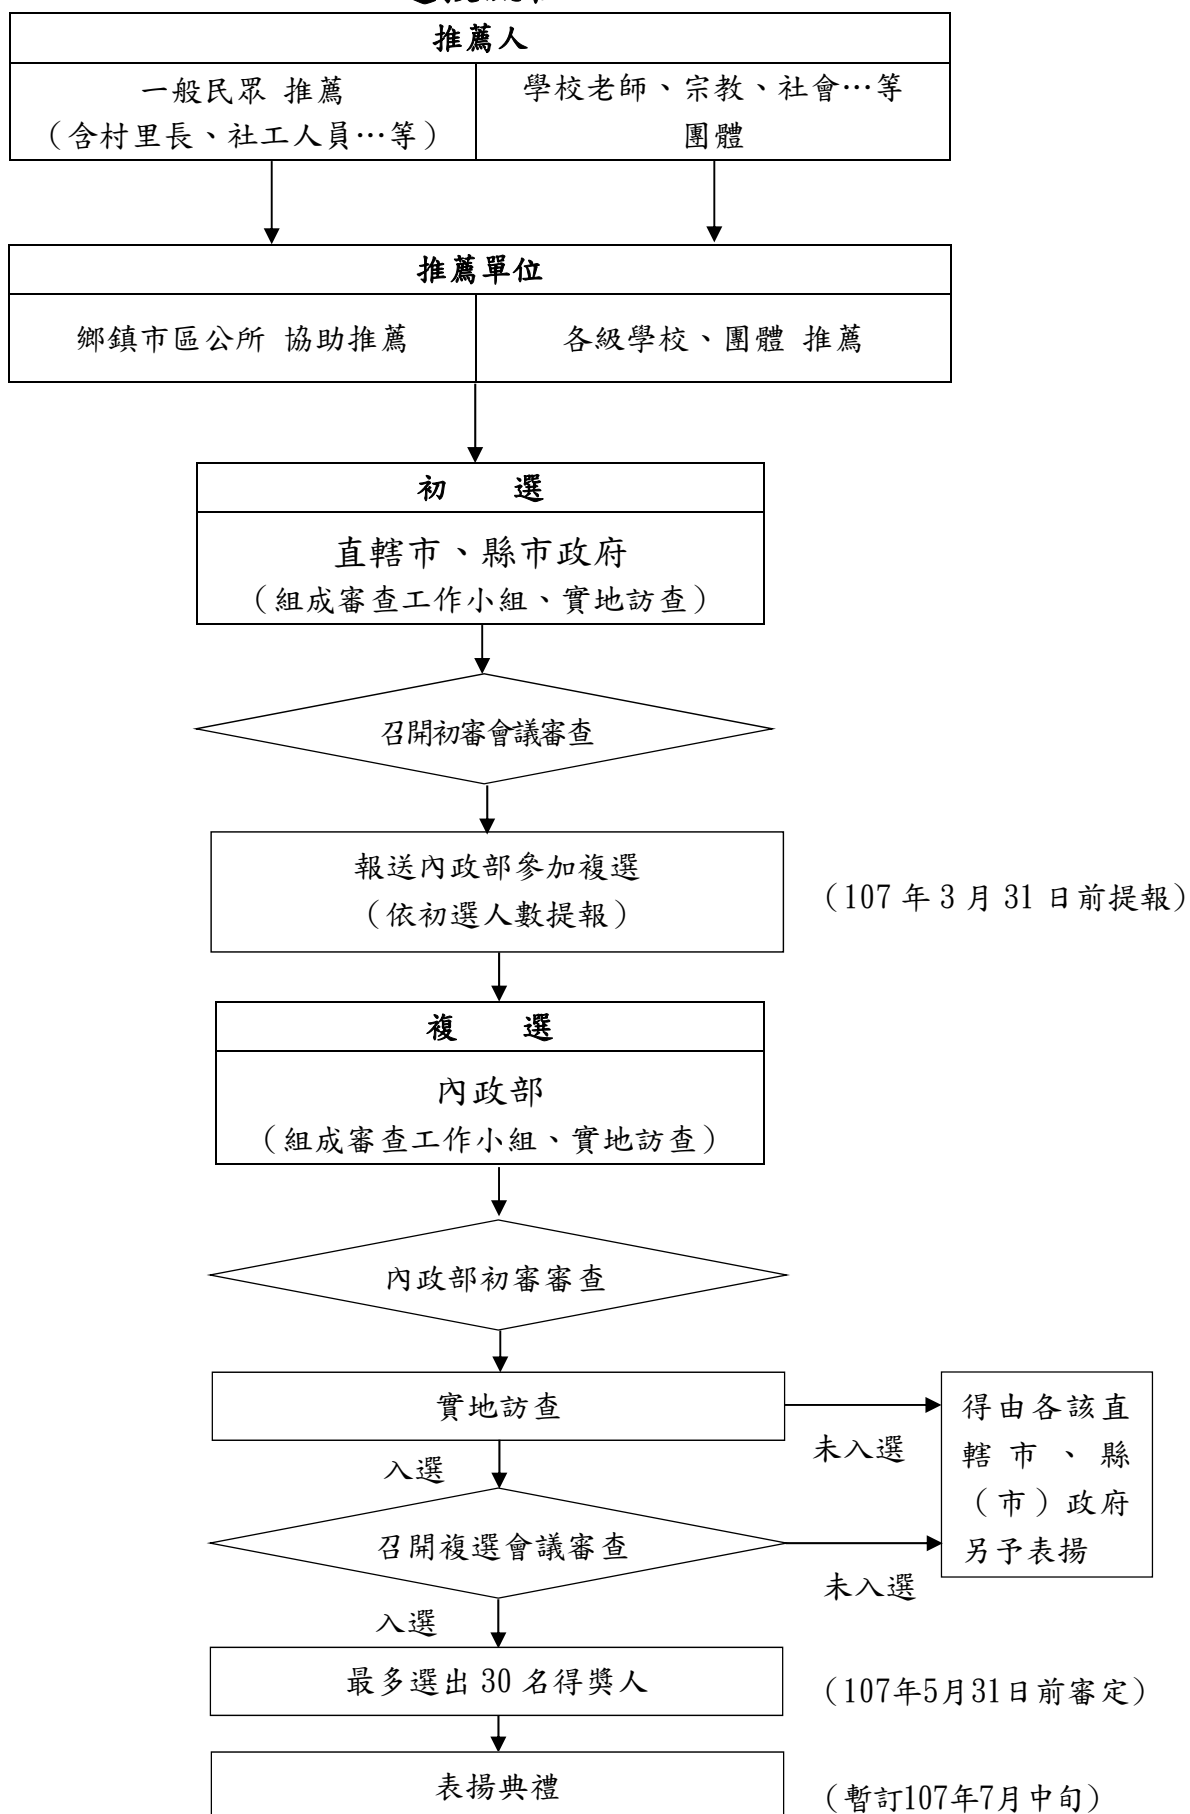 推薦人
一般民眾 推薦
（含村里長、社工人員…等）
學校老師、宗教、社會…等
團體
推薦單位
鄉鎮市區公所 協助推薦
各級學校、團體 推薦
初　　選
直轄市、縣市政府
（組成審查工作小組、實地訪查）
召開初審會議審查
報送內政部參加複選
（依初選人數提報）
（107 年 3 月 31 日前提報）
複　　選
內政部
（組成審查工作小組、實地訪查）
內政部初審審查
實地訪查
未入選
得由各該直
轄市、縣
（市）政府
另予表揚
入選
召開複選會議審查
未入選
入選
最多選出 30 名得獎人
（107年5月31日前審定）
表揚典禮
（暫訂107年7月中旬）